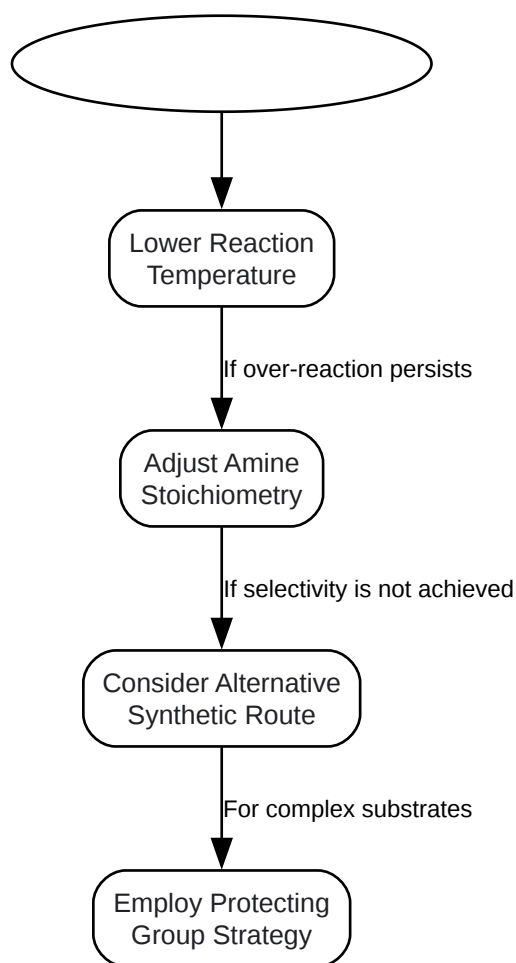 Lower Reaction
Temperature
If over-reaction persists
Adjust Amine
Stoichiometry
If selectivity is not achieved
Consider Alternative
Synthetic Route
For complex substrates
Employ Protecting
Group Strategy